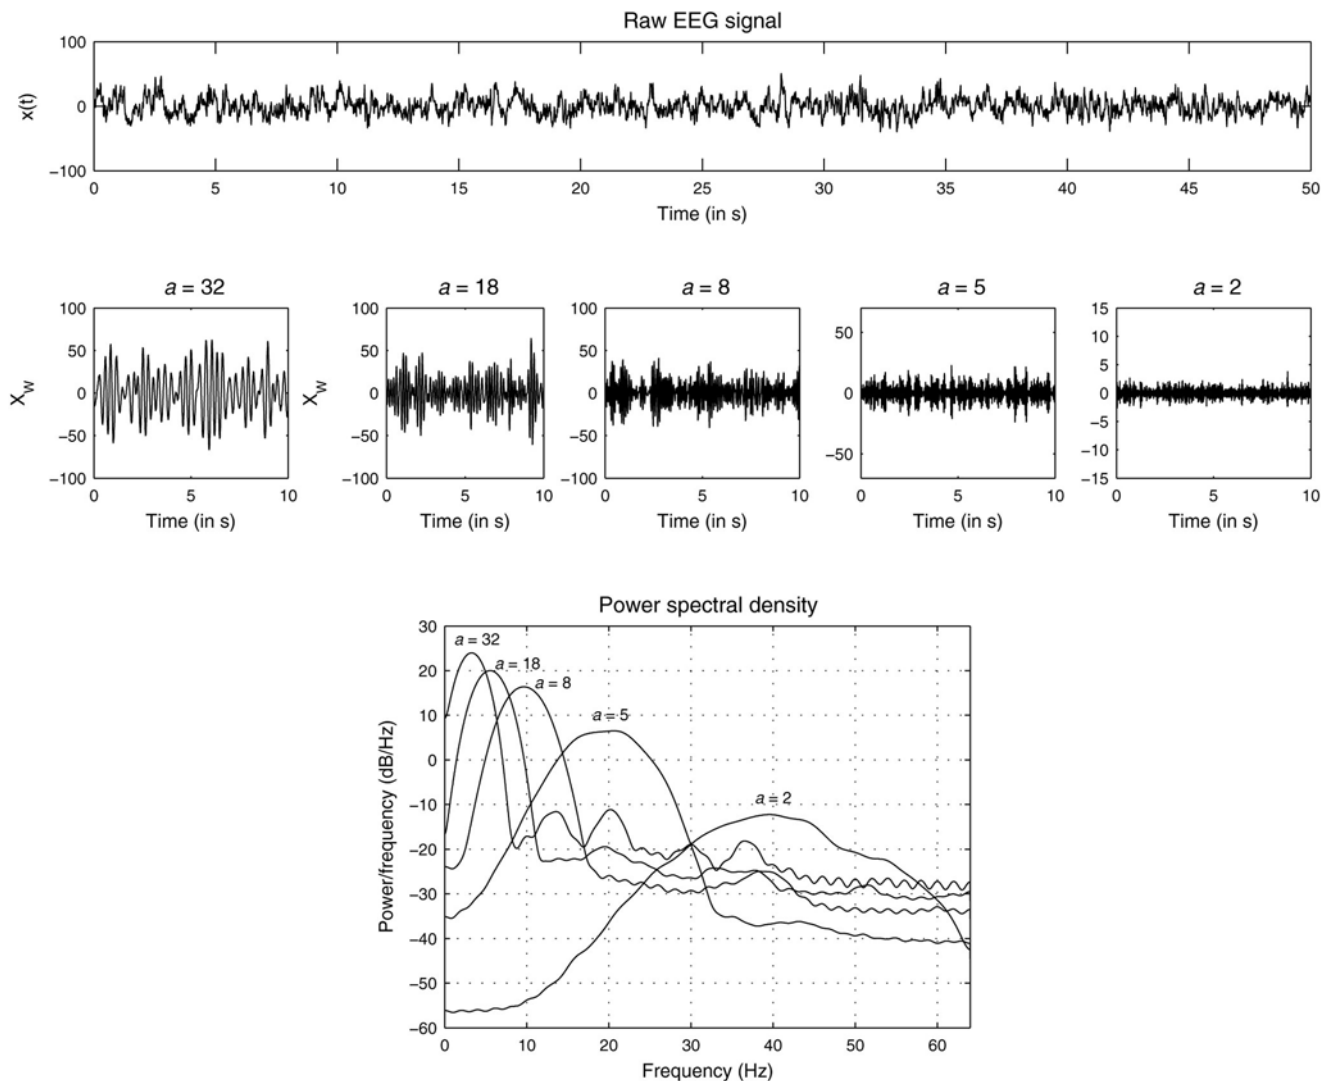 Raw EEG signal
100
0
−100
x(t)
0 5 10 15 20 25 30 35 40 45 50
Time (in s)
a = 32
a = 18
a = 8
a = 5
a = 2
X_W
100
50
0
−50
−100
0 5 10
Time (in s)
X_W
100
50
0
−50
−100
0 5 10
Time (in s)
100
50
0
−50
−100
0 5 10
Time (in s)
50
0
−50
0 5 10
Time (in s)
15
10
5
0
−5
−10
−15
0 5 10
Time (in s)
Power spectral density
30
20
10
0
−10
−20
−30
−40
−50
−60
Power/frequency (dB/Hz)
a = 32
a = 18
a = 8
a = 5
a = 2
0 10 20 30 40 50 60
Frequency (Hz)